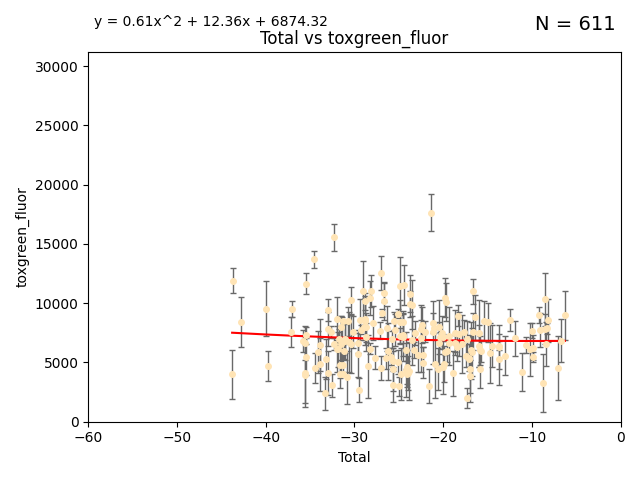 y = 0.61x^2 + 12.36x + 6874.32
N = 611
Total vs toxgreen_fluor
30000
25000
20000
15000
10000
5000
0
toxgreen_fluor
−60
−50
−40
−30
−20
−10
0
Total